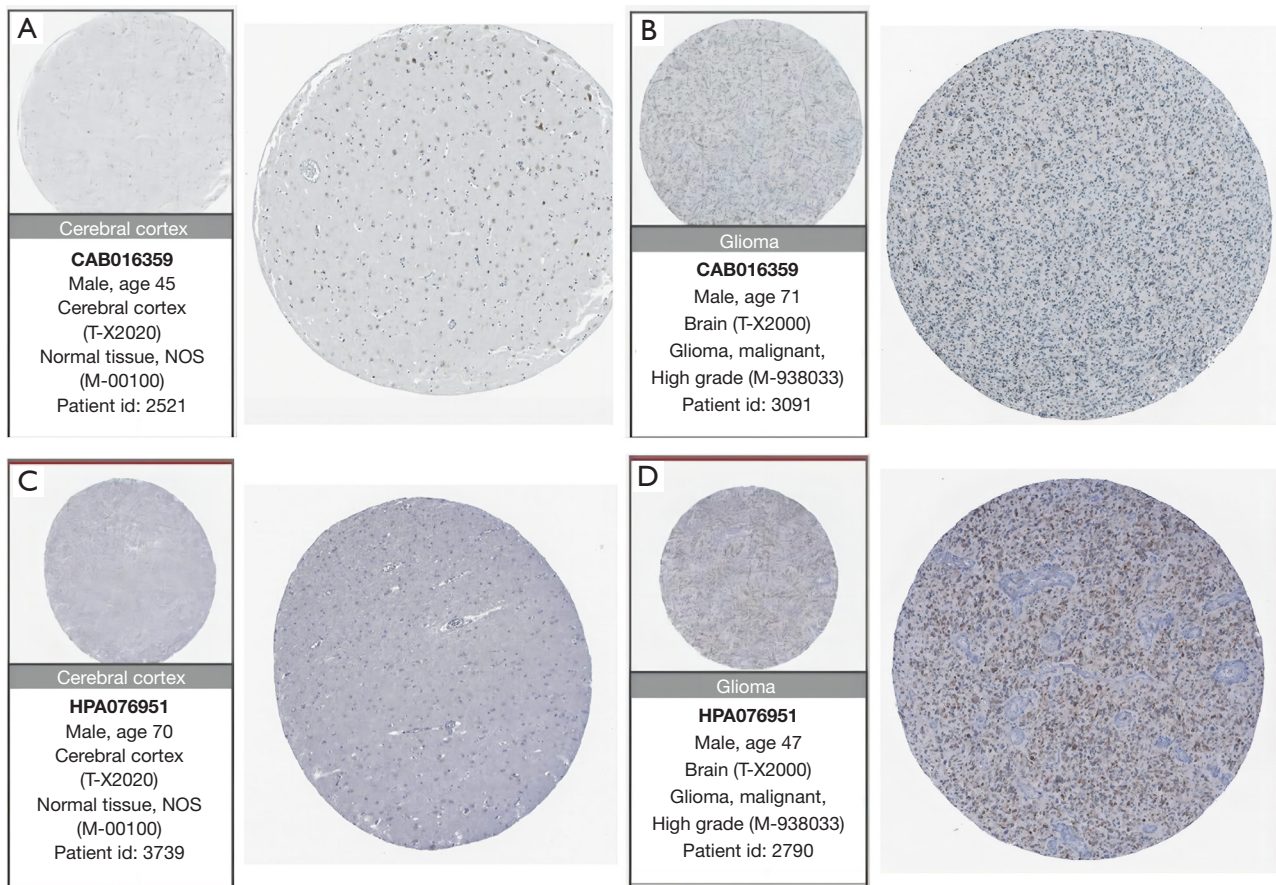 A
Cerebral cortex
CAB016359
Male, age 45
Cerebral cortex
(T-X2020)
Normal tissue, NOS
(M-00100)
Patient id: 2521
B
Glioma
CAB016359
Male, age 71
Brain (T-X2000)
Glioma, malignant,
High grade (M-938033)
Patient id: 3091
C
Cerebral cortex
HPA076951
Male, age 70
Cerebral cortex
(T-X2020)
Normal tissue, NOS
(M-00100)
Patient id: 3739
D
Glioma
HPA076951
Male, age 47
Brain (T-X2000)
Glioma, malignant,
High grade (M-938033)
Patient id: 2790